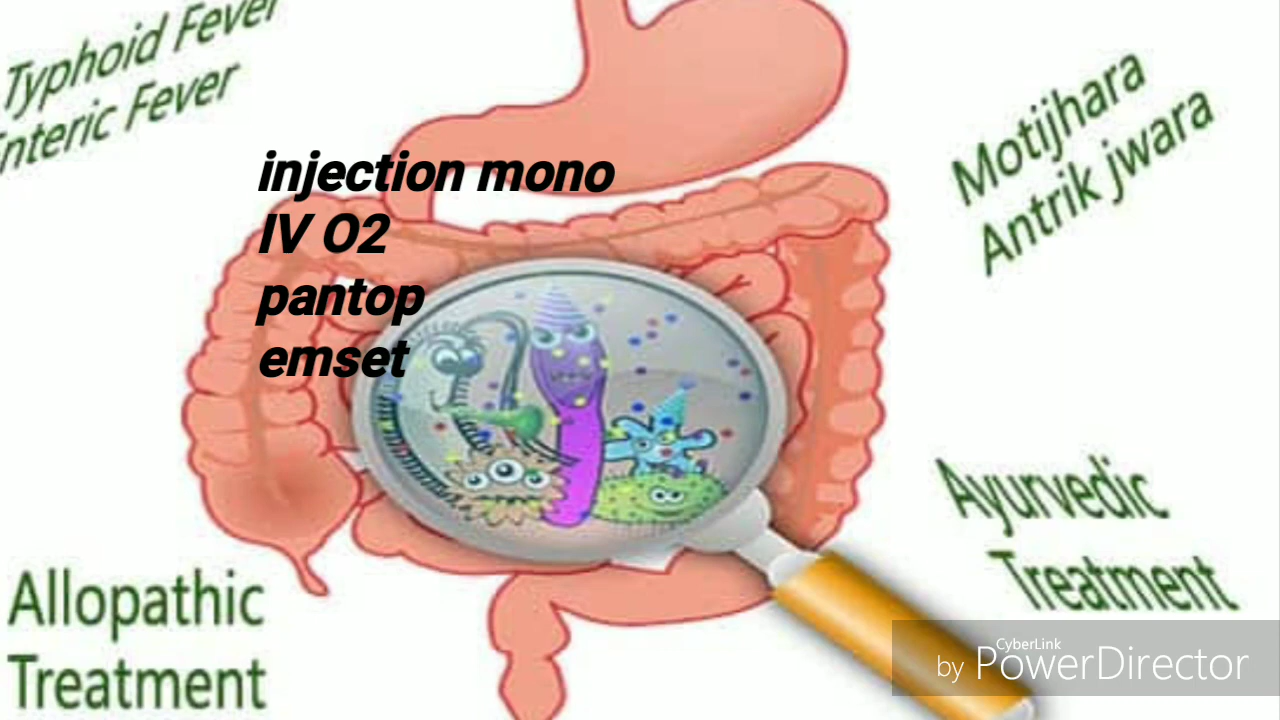 Typhoid Fever
Enteric Fever
Motijhara
Antrik jwara
injection mono
IV O2
pantop
emset
Ayurvedic
Treatment
Allopathic
Treatment
CyberLink
by PowerDirector